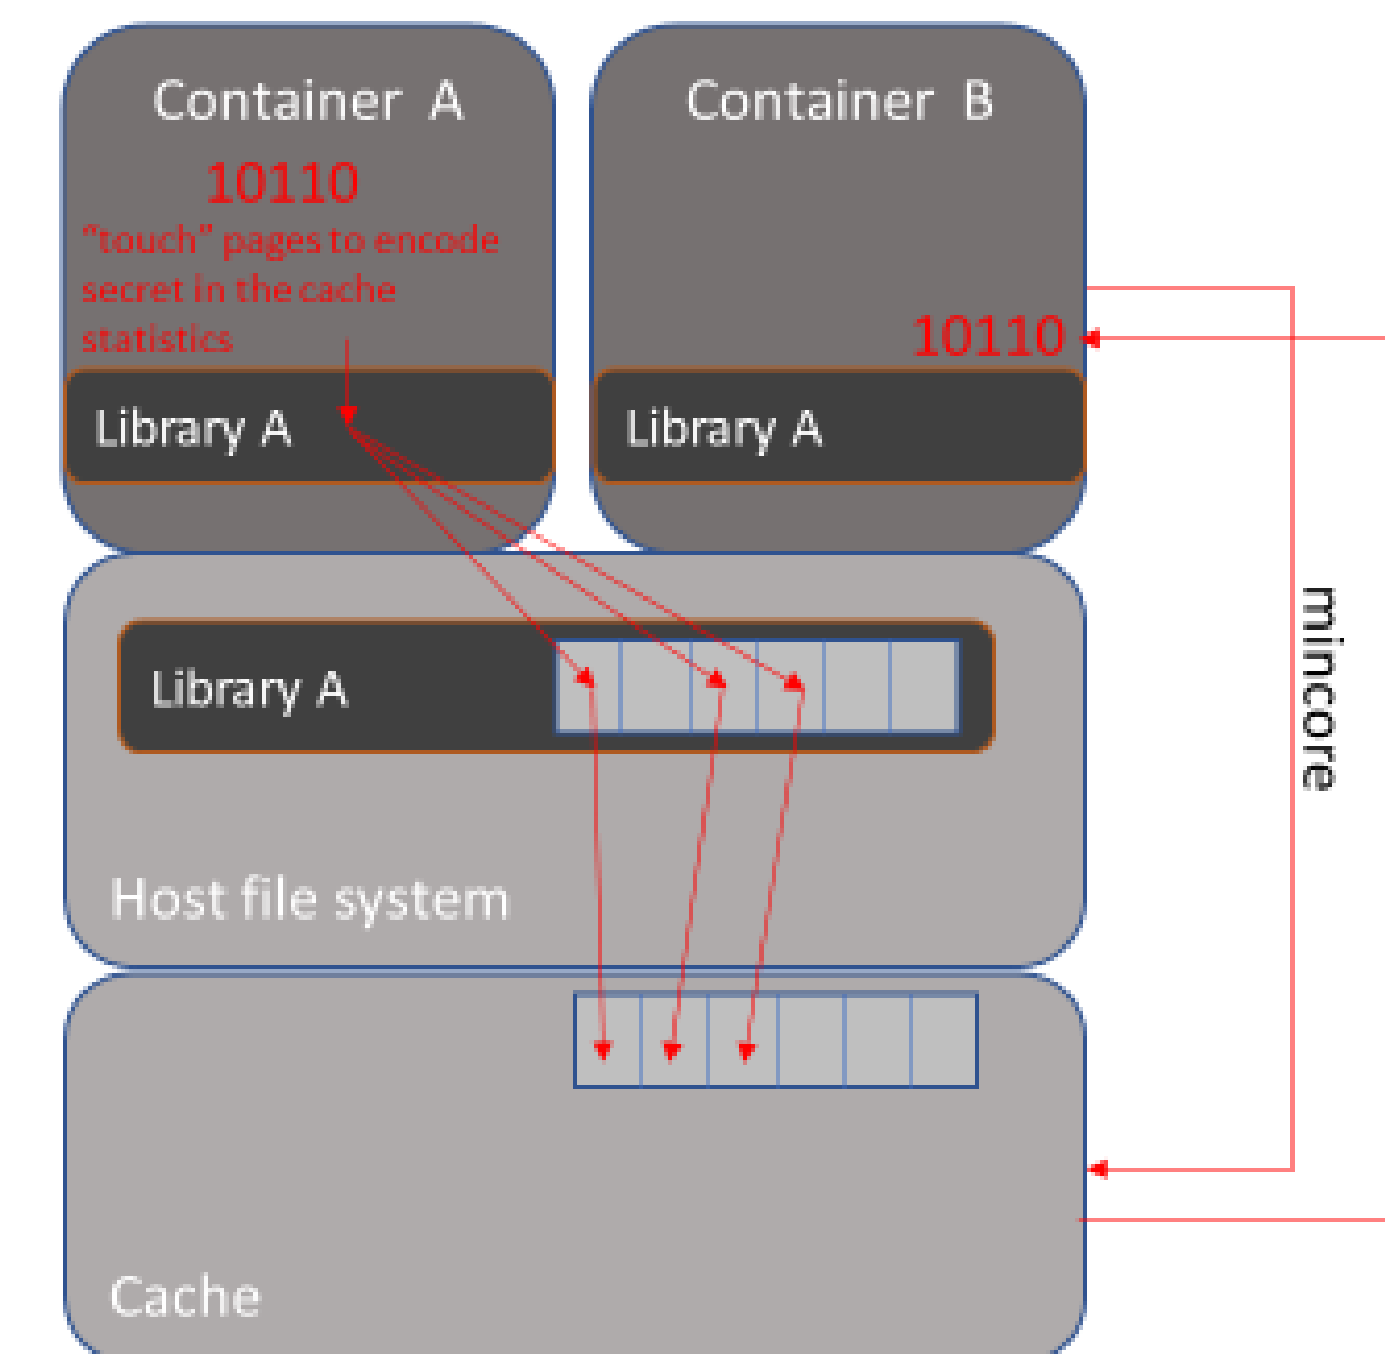 Container A
10110
“touch” pages to encode
secret in the cache
statistics
Library A
Container B
10110
Library A
mincore
Library A
Host file system
Cache